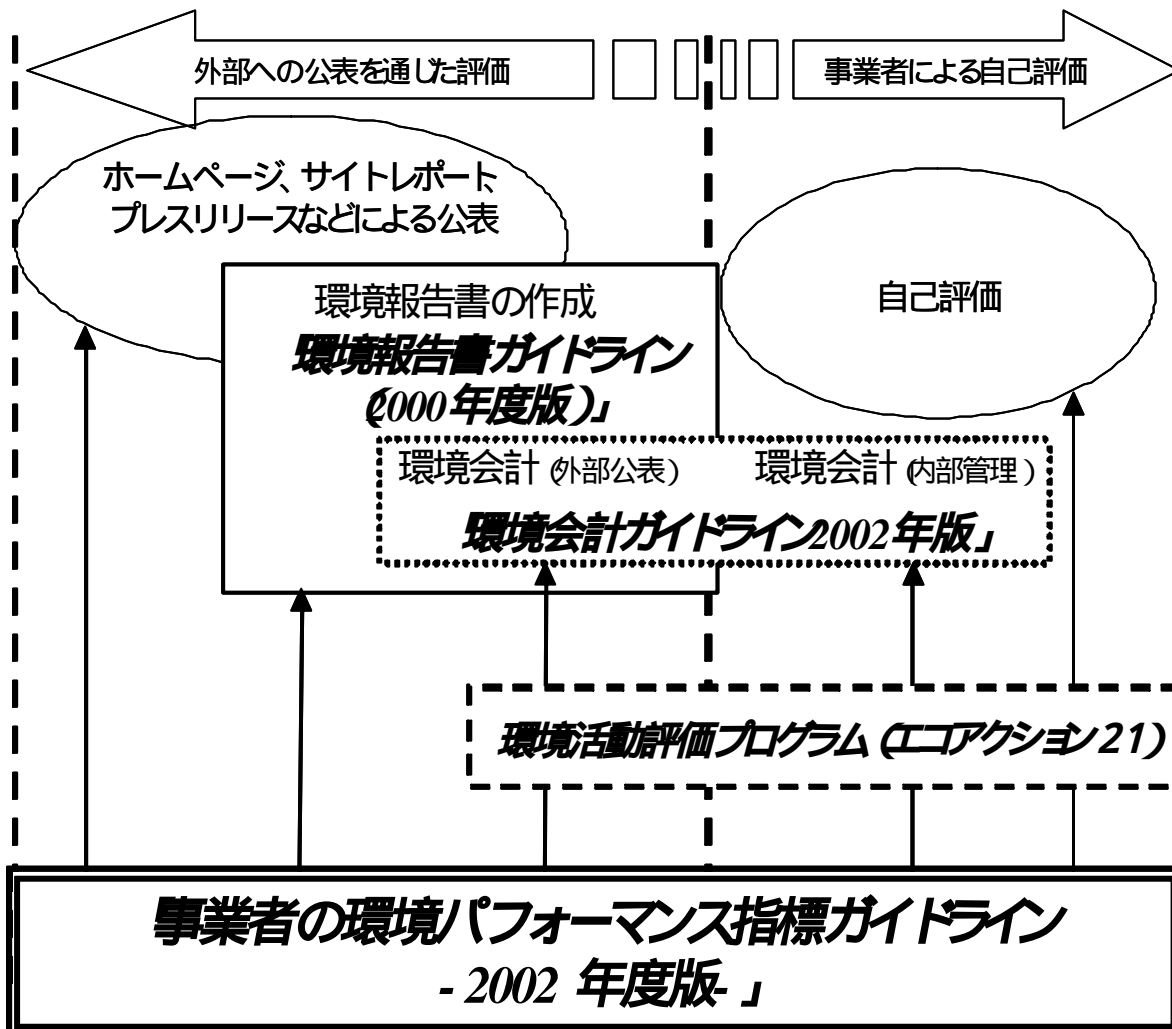 外部への公表を通じた評価
事業者による自己評価
ホームページ、サイトレポート、
プレスリリースなどによる公表
自己評価
環境報告書の作成
「環境報告書ガイドライン
(2000年度版)」
環境会計(外部公表)
環境会計(内部管理)
「環境会計ガイドライン2002年版」
環境活動評価プログラム(エコアクション21)
「事業者の環境パフォーマンス指標ガイドライン
-2002 年度版-」